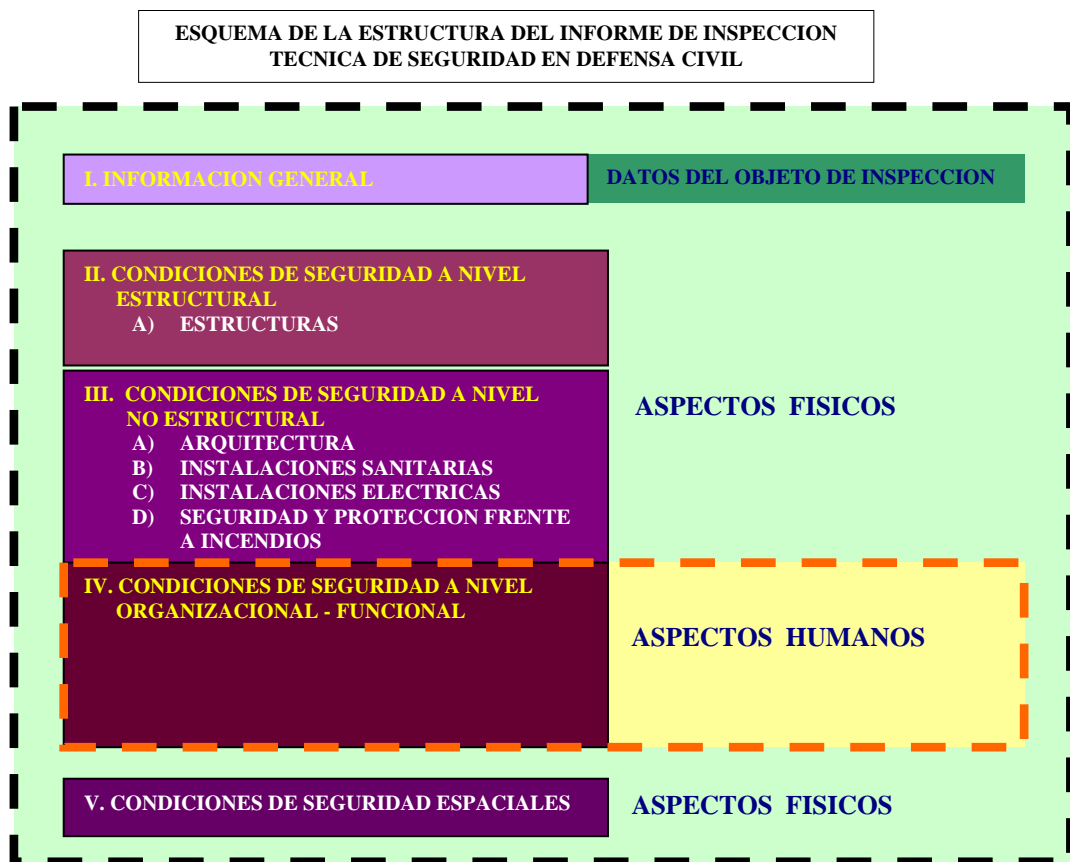 ESQUEMA DE LA ESTRUCTURA DEL INFORME DE INSPECCION
TECNICA DE SEGURIDAD EN DEFENSA CIVIL
I. INFORMACION GENERAL
DATOS DEL OBJETO DE INSPECCION
II. CONDICIONES DE SEGURIDAD A NIVEL
ESTRUCTURAL
A) ESTRUCTURAS
III. CONDICIONES DE SEGURIDAD A NIVEL
NO ESTRUCTURAL
A) ARQUITECTURA
B) INSTALACIONES SANITARIAS
C) INSTALACIONES ELECTRICAS
D) SEGURIDAD Y PROTECCION FRENTE
A INCENDIOS
ASPECTOS FISICOS
IV. CONDICIONES DE SEGURIDAD A NIVEL
ORGANIZACIONAL - FUNCIONAL
ASPECTOS HUMANOS
V. CONDICIONES DE SEGURIDAD ESPACIALES
ASPECTOS FISICOS